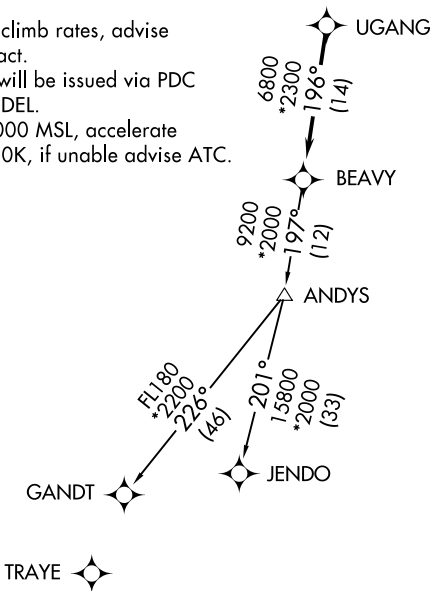 climb rates, advise
act.
will be issued via PDC
DEL.
000 MSL, accelerate
0K, if unable advise ATC.
UGANG
6800
*2300
196°
(14)
BEAVY
9200
*2000
197°
(12)
ANDYS
FL180
*2200
226°
(46)
201°
15800
*2000
(33)
GANDT
JENDO
TRAYE